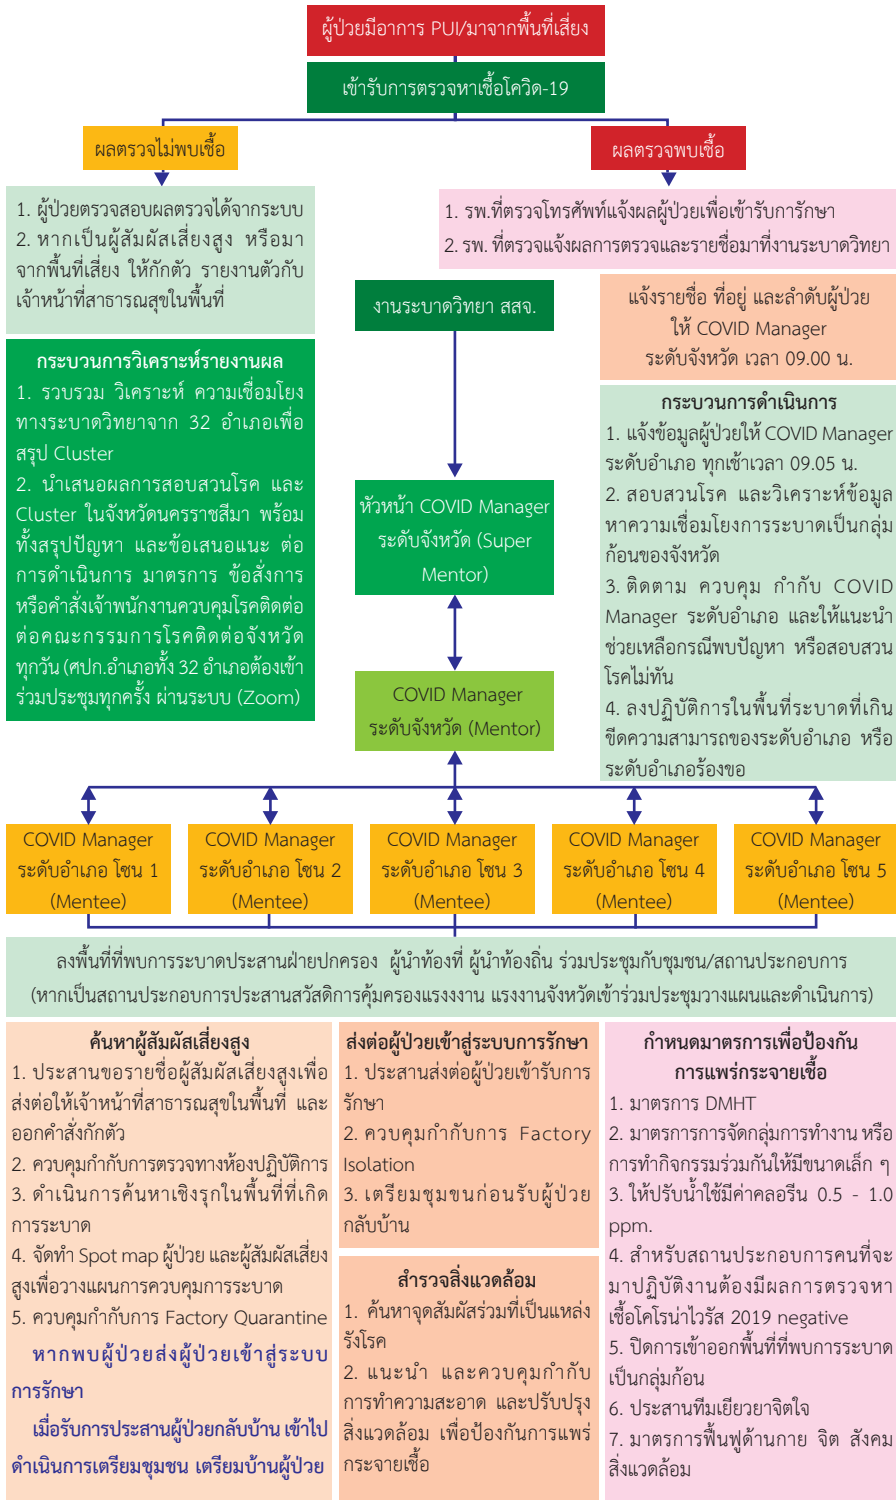 ผู้ป่วยมีอาการ PUI/มาจากพื้นที่เสี่ยง
เข้ารับการตรวจหาเชื้อโควิด-19
ผลตรวจไม่พบเชื้อ
ผลตรวจพบเชื้อ
1. ผู้ป่วยตรวจสอบผลตรวจได้จากระบบ
2. หากเป็นผู้สัมผัสเสี่ยงสูง หรือมา
จากพื้นที่เสี่ยง ให้กักตัว รายงานตัวกับ
เจ้าหน้าที่สาธารณสุขในพื้นที่
1. รพ.ที่ตรวจโทรศัพท์แจ้งผลผู้ป่วยเพื่อเข้ารับการักษา
2. รพ. ที่ตรวจแจ้งผลการตรวจและรายชื่อมาที่งานระบาดวิทยา
งานระบาดวิทยา สสจ.
แจ้งรายชื่อ ที่อยู่ และลำดับผู้ป่วย
ให้ COVID Manager
ระดับจังหวัด เวลา 09.00 น.
กระบวนการวิเคราะห์รายงานผล
1. รวบรวม วิเคราะห์ ความเชื่อมโยง
ทางระบาดวิทยาจาก 32 อำเภอเพื่อ
สรุป Cluster
2. นำเสนอผลการสอบสวนโรค และ
Cluster ในจังหวัดนครราชสีมา พร้อม
ทั้งสรุปปัญหา และข้อเสนอแนะ ต่อ
การดำเนินการ มาตรการ ข้อสั่งการ
หรือคำสั่งเจ้าพนักงานควบคุมโรคติดต่อ
ต่อคณะกรรมการโรคติดต่อจังหวัด
ทุกวัน (ศปก.อำเภอทั้ง 32 อำเภอต้องเข้า
ร่วมประชุมทุกครั้ง ผ่านระบบ (Zoom)
หัวหน้า COVID Manager
ระดับจังหวัด (Super
Mentor)
COVID Manager
ระดับจังหวัด (Mentor)
กระบวนการดำเนินการ
1. แจ้งข้อมูลผู้ป่วยให้ COVID Manager
ระดับอำเภอ ทุกเช้าเวลา 09.05 น.
2. สอบสวนโรค และวิเคราะห์ข้อมูล
หาความเชื่อมโยงการระบาดเป็นกลุ่ม
ก้อนของจังหวัด
3. ติดตาม ควบคุม กำกับ COVID
Manager ระดับอำเภอ และให้แนะนำ
ช่วยเหลือกรณีพบปัญหา หรือสอบสวน
โรคไม่ทัน
4. ลงปฏิบัติการในพื้นที่ระบาดที่เกิน
ขีดความสามารถของระดับอำเภอ หรือ
ระดับอำเภอร้องขอ
COVID Manager
ระดับอำเภอ โซน 1
(Mentee)
COVID Manager
ระดับอำเภอ โซน 2
(Mentee)
COVID Manager
ระดับอำเภอ โซน 3
(Mentee)
COVID Manager
ระดับอำเภอ โซน 4
(Mentee)
COVID Manager
ระดับอำเภอ โซน 5
(Mentee)
ลงพื้นที่ที่พบการระบาดประสานฝ่ายปกครอง ผู้นำท้องที่ ผู้นำท้องถิ่น ร่วมประชุมกับชุมชน/สถานประกอบการ
(หากเป็นสถานประกอบการประสานสวัสดิการคุ้มครองแรงงงาน แรงงานจังหวัดเข้าร่วมประชุมวางแผนและดำเนินการ)
ค้นหาผู้สัมผัสเสี่ยงสูง
1. ประสานขอรายชื่อผู้สัมผัสเสี่ยงสูงเพื่อ
ส่งต่อให้เจ้าหน้าที่สาธารณสุขในพื้นที่ และ
ออกคำสั่งกักตัว
2. ควบคุมกำกับการตรวจทางห้องปฏิบัติการ
3. ดำเนินการค้นหาเชิงรุกในพื้นที่ที่เกิด
การระบาด
4. จัดทำ Spot map ผู้ป่วย และผู้สัมผัสเสี่ยง
สูงเพื่อวางแผนการควบคุมการระบาด
5. ควบคุมกำกับการ Factory Quarantine
หากพบผู้ป่วยส่งผู้ป่วยเข้าสู่ระบบ
การรักษา
เมื่อรับการประสานผู้ป่วยกลับบ้าน เข้าไป
ดำเนินการเตรียมชุมชน เตรียมบ้านผู้ป่วย
ส่งต่อผู้ป่วยเข้าสู่ระบบการรักษา
1. ประสานส่งต่อผู้ป่วยเข้ารับการ
รักษา
2. ควบคุมกำกับการ Factory
Isolation
3. เตรียมชุมขนก่อนรับผู้ป่วย
กลับบ้าน
สำรวจสิ่งแวดล้อม
1. ค้นหาจุดสัมผัสร่วมที่เป็นแหล่ง
รังโรค
2. แนะนำ และควบคุมกำกับ
การทำความสะอาด และปรับปรุง
สิ่งแวดล้อม เพื่อป้องกันการแพร่
กระจายเชื้อ
กำหนดมาตรการเพื่อป้องกัน
การแพร่กระจายเชื้อ
1. มาตรการ DMHT
2. มาตรการการจัดกลุ่มการทำงาน หรือ
การทำกิจกรรมร่วมกันให้มีขนาดเล็ก ๆ
3. ให้ปรับน้ำใช้มีค่าคลอรีน 0.5 - 1.0
ppm.
4. สำหรับสถานประกอบการคนที่จะ
มาปฏิบัติงานต้องมีผลการตรวจหา
เชื้อโคโรน่าไวรัส 2019 negative
5. ปิดการเข้าออกพื้นที่ที่พบการระบาด
เป็นกลุ่มก้อน
6. ประสานทีมเยียวยาจิตใจ
7. มาตรการฟื้นฟูด้านกาย จิต สังคม
สิ่งแวดล้อม